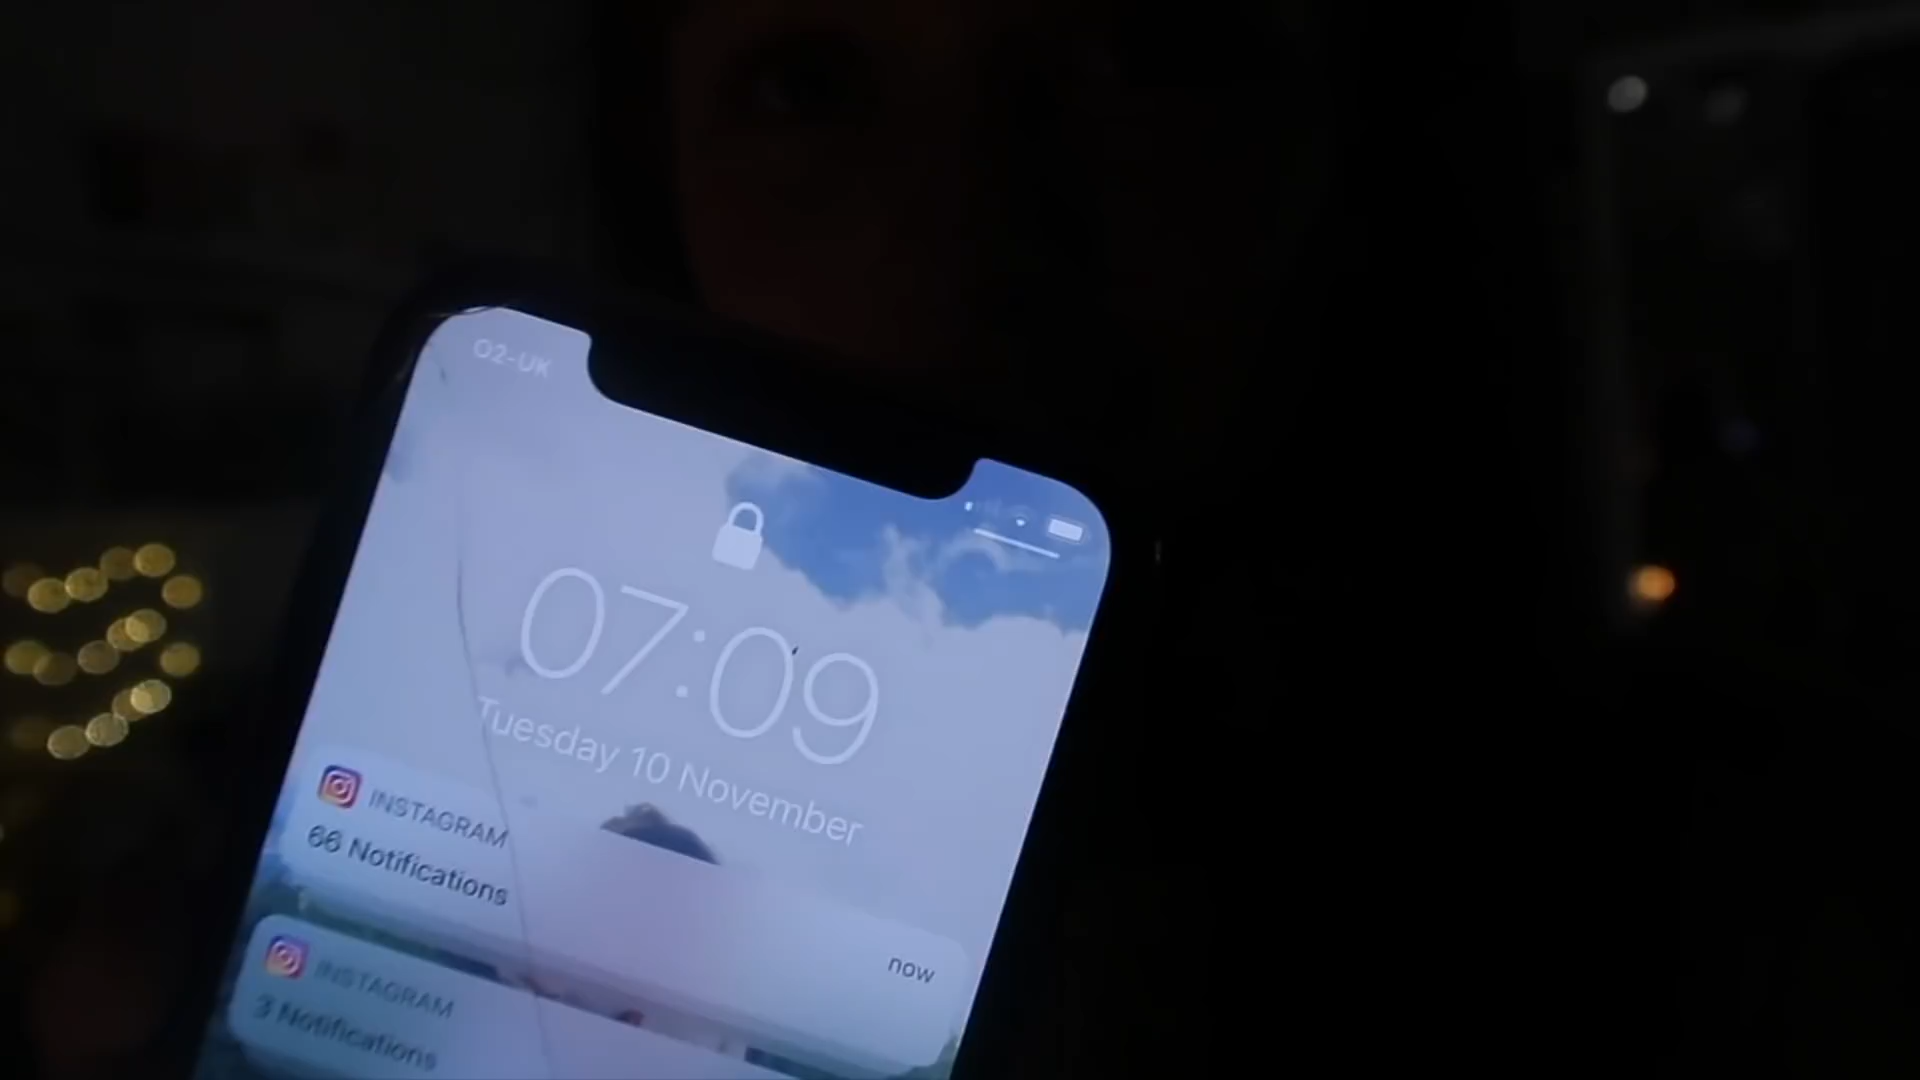 O2-UK
07:09
Tuesday 10 November
INSTAGRAM
now
66 Notifications
INSTAGRAM
3 Notifications